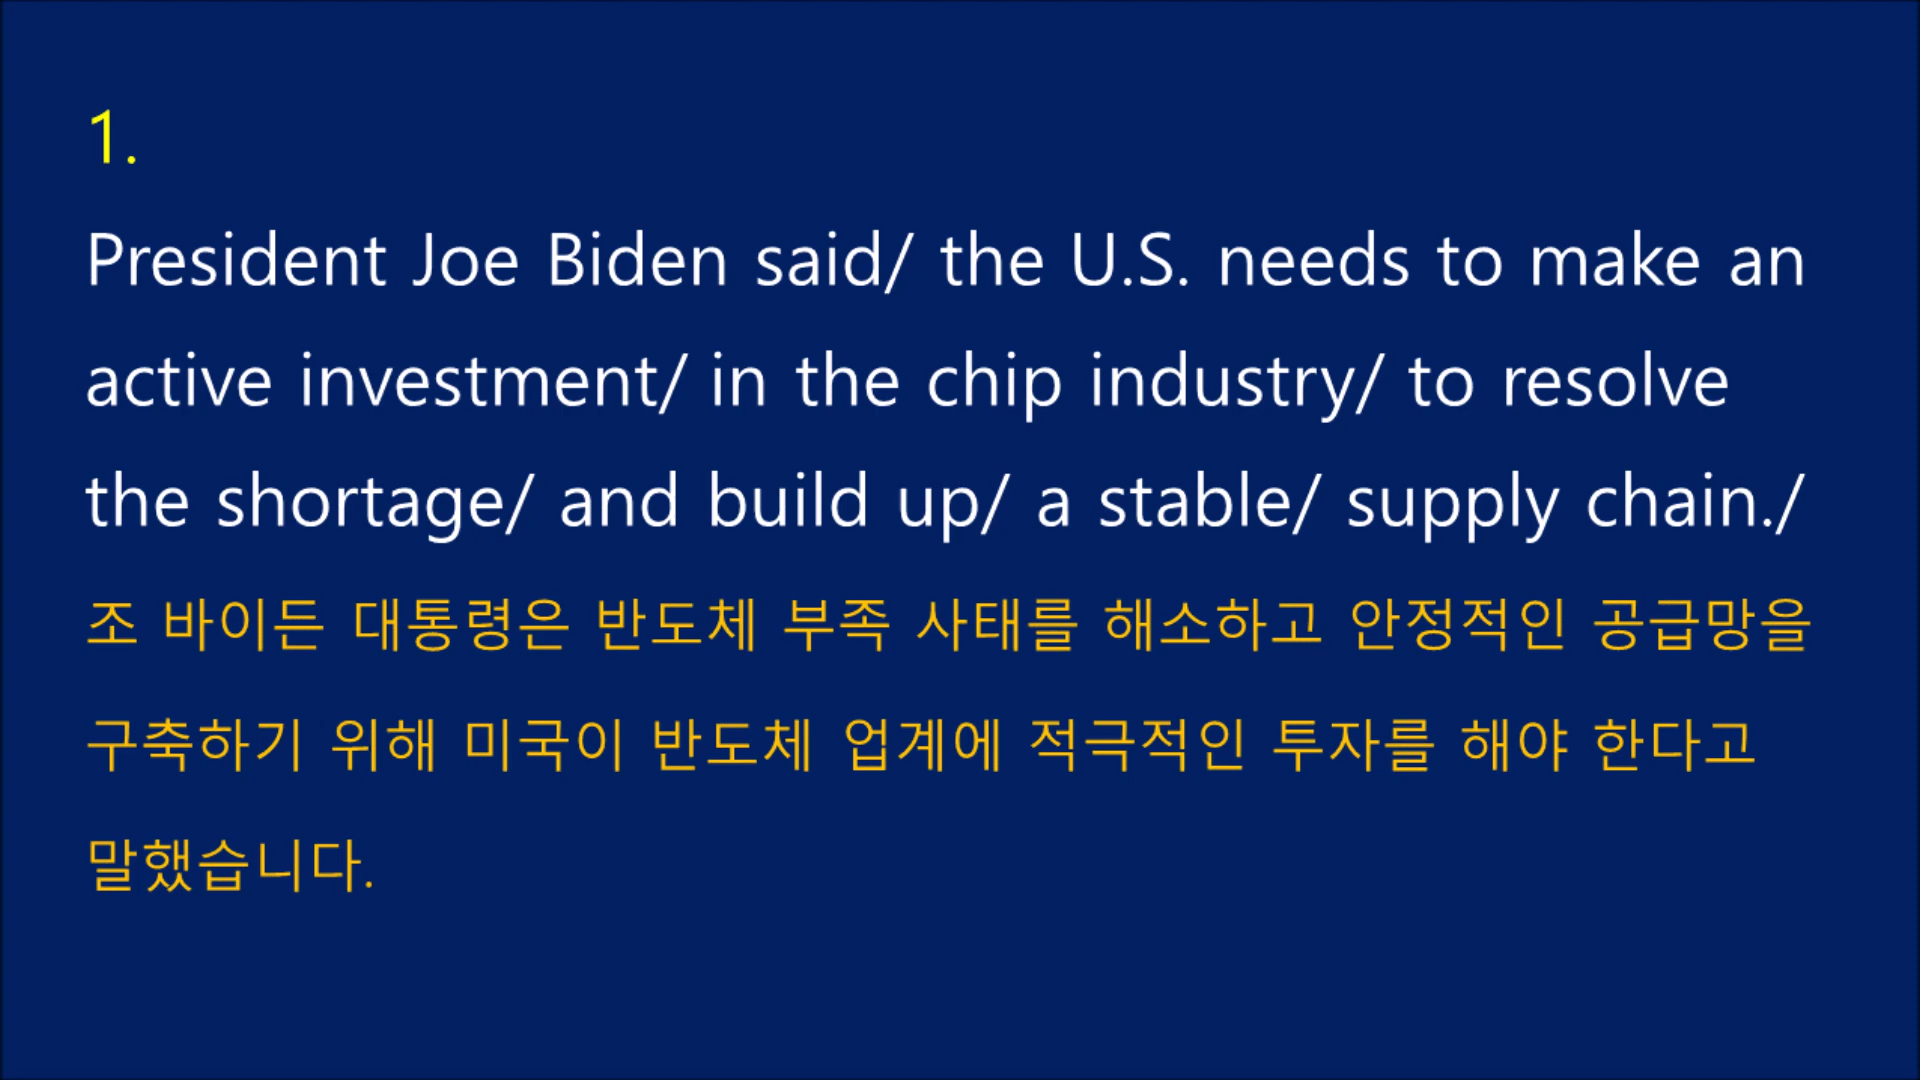 1.
President Joe Biden said/ the U.S. needs to make an
active investment/ in the chip industry/ to resolve
the shortage/ and build up/ a stable/ supply chain./
조 바이든 대통령은 반도체 부족 사태를 해소하고 안정적인 공급망을
구축하기 위해 미국이 반도체 업계에 적극적인 투자를 해야 한다고
말했습니다.